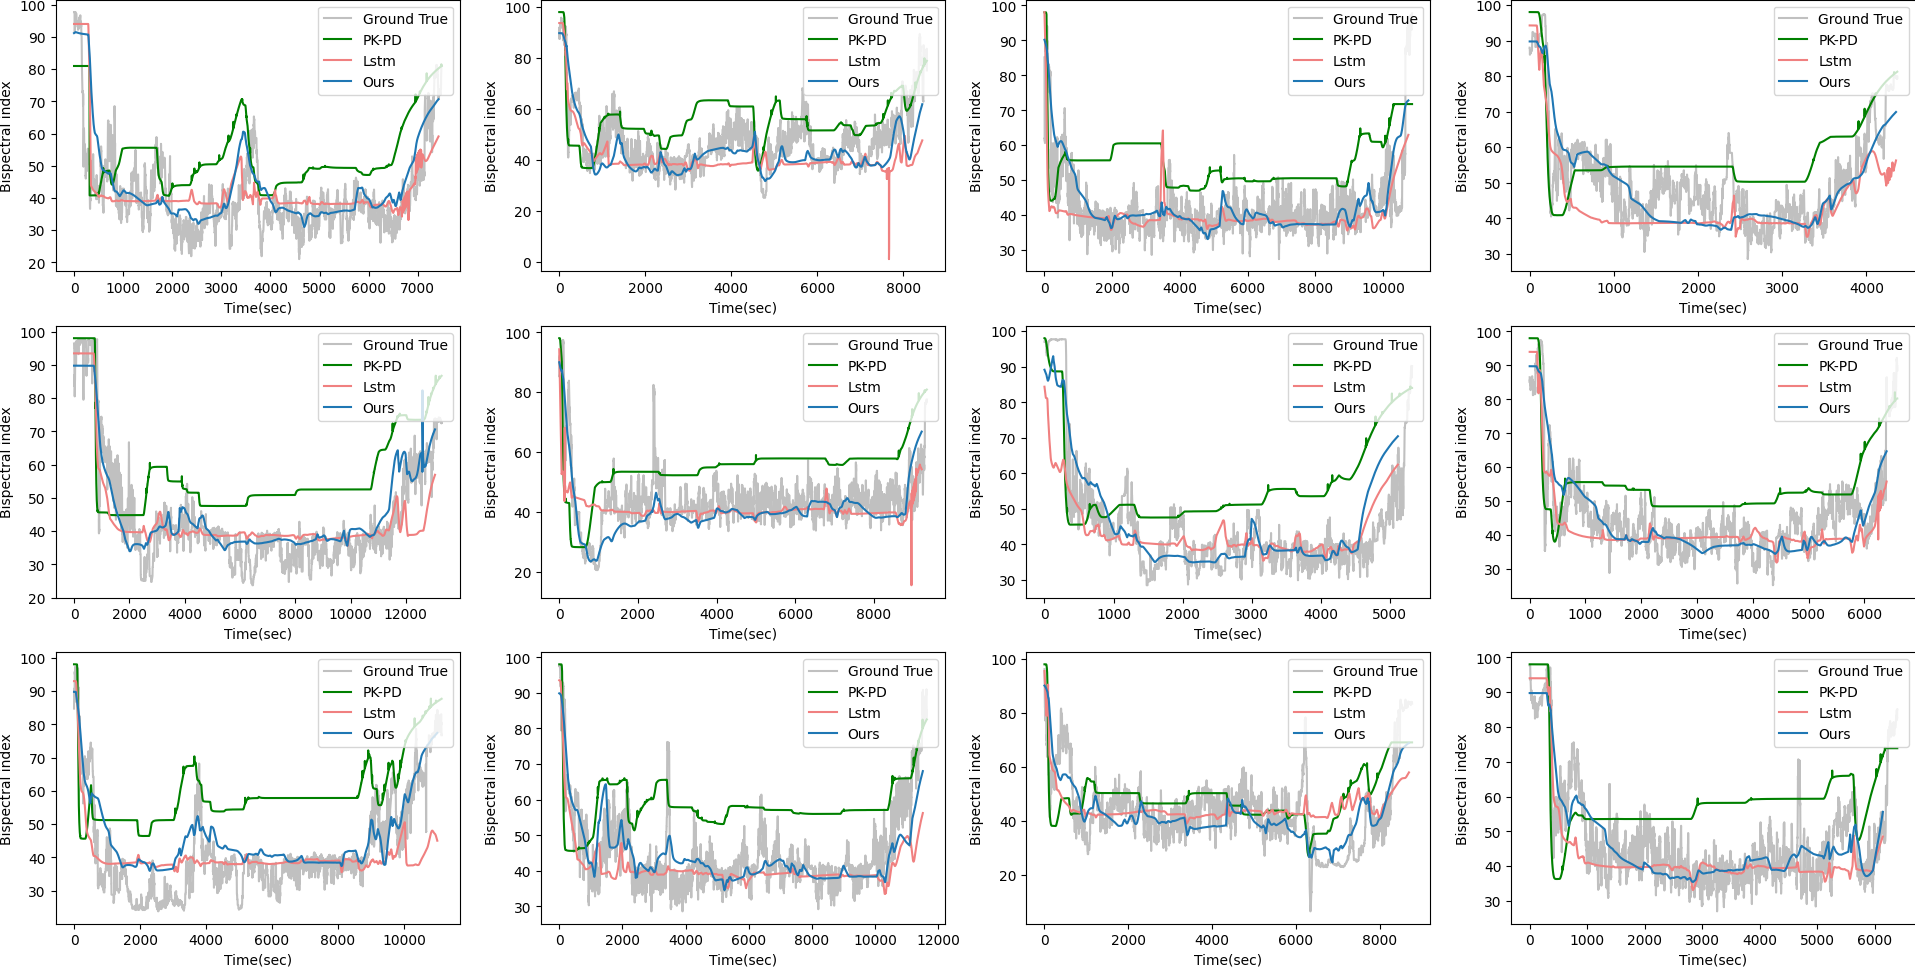 100
90
80
70
60
50
40
30
20
Bispectral index
Ground True
PK-PD
Lstm
Ours
0 1000 2000 3000 4000 5000 6000 7000
Time(sec)
100
80
60
40
20
0
Bispectral index
Ground True
PK-PD
Lstm
Ours
0 2000 4000 6000 8000
Time(sec)
100
90
80
70
60
50
40
30
Bispectral index
Ground True
PK-PD
Lstm
Ours
0 2000 4000 6000 8000 10000
Time(sec)
100
90
80
70
60
50
40
30
Bispectral index
Ground True
PK-PD
Lstm
Ours
0 1000 2000 3000 4000
Time(sec)
100
90
80
70
60
50
40
30
20
Bispectral index
Ground True
PK-PD
Lstm
Ours
0 2000 4000 6000 8000 10000 12000
Time(sec)
100
80
60
40
20
Bispectral index
Ground True
PK-PD
Lstm
Ours
0 2000 4000 6000 8000
Time(sec)
100
90
80
70
60
50
40
30
Bispectral index
Ground True
PK-PD
Lstm
Ours
0 1000 2000 3000 4000 5000
Time(sec)
100
90
80
70
60
50
40
30
Bispectral index
Ground True
PK-PD
Lstm
Ours
0 1000 2000 3000 4000 5000 6000
Time(sec)
100
90
80
70
60
50
40
30
Bispectral index
Ground True
PK-PD
Lstm
Ours
0 2000 4000 6000 8000 10000
Time(sec)
100
90
80
70
60
50
40
30
Bispectral index
Ground True
PK-PD
Lstm
Ours
0 2000 4000 6000 8000 10000 12000
Time(sec)
100
80
60
40
20
Bispectral index
Ground True
PK-PD
Lstm
Ours
0 2000 4000 6000 8000
Time(sec)
100
90
80
70
60
50
40
30
Bispectral index
Ground True
PK-PD
Lstm
Ours
0 1000 2000 3000 4000 5000 6000
Time(sec)